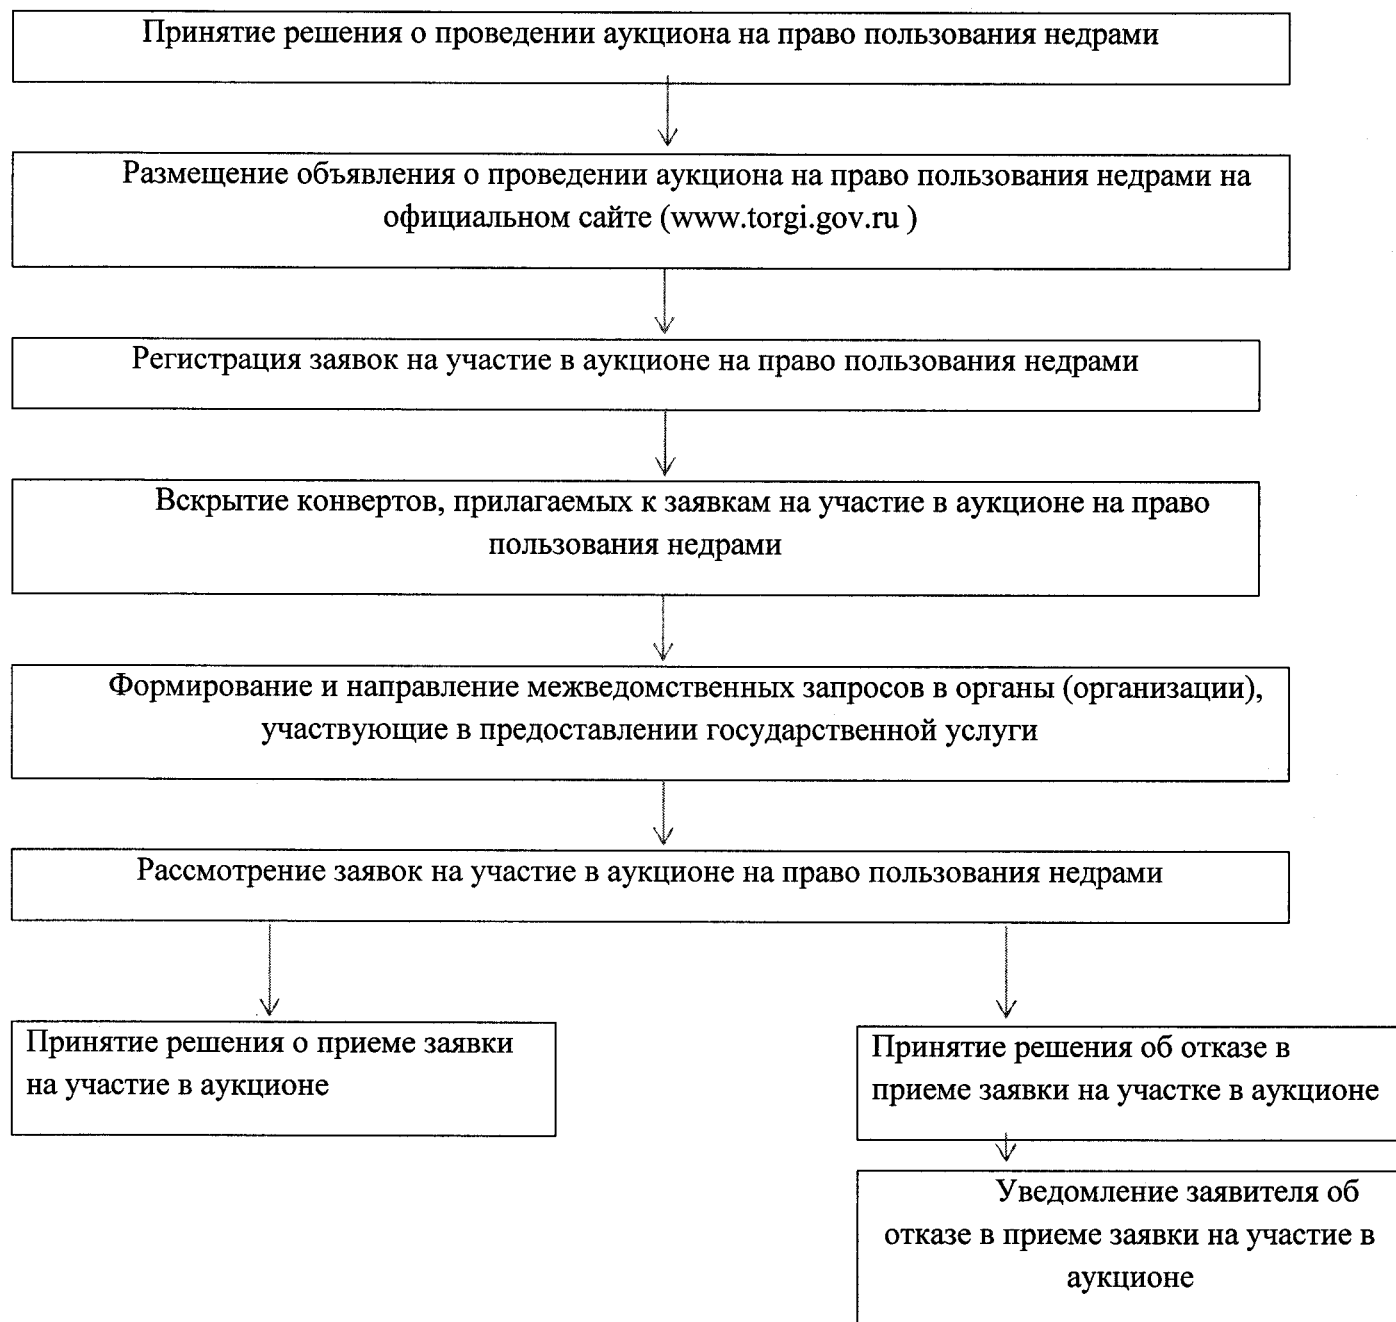 Принятие решения о проведении аукциона на право пользования недрами
Размещение объявления о проведении аукциона на право пользования недрами на
официальном сайте (www.torgi.gov.ru )
Регистрация заявок на участие в аукционе на право пользования недрами
Вскрытие конвертов, прилагаемых к заявкам на участие в аукционе на право
пользования недрами
Формирование и направление межведомственных запросов в органы (организации),
участвующие в предоставлении государственной услуги
Рассмотрение заявок на участие в аукционе на право пользования недрами
Принятие решения о приеме заявки
на участие в аукционе
Принятие решения об отказе в
приеме заявки на участке в аукционе
Уведомление заявителя об
отказе в приеме заявки на участие в
аукционе